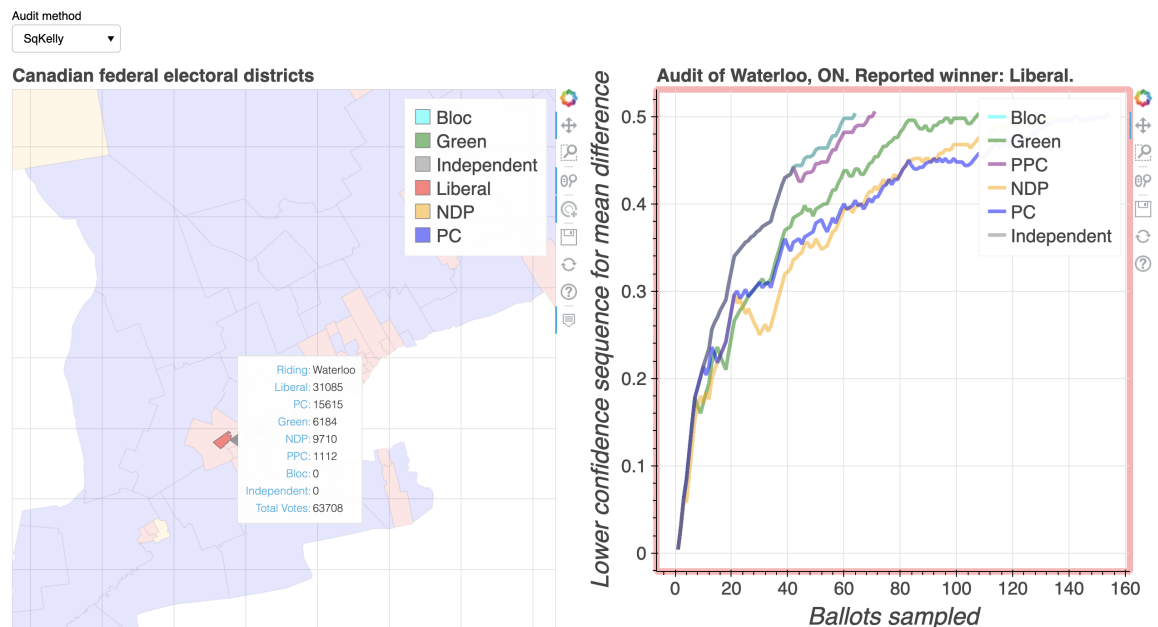 Audit method
SqKelly
Canadian federal electoral districts
Bloc
Green
Independent
Liberal
NDP
PC
Riding: Waterloo
Liberal: 31085
PC: 15615
Green: 6184
NDP: 9710
PPC: 1112
Bloc: 0
Independent: 0
Total Votes: 63708
Audit of Waterloo, ON. Reported winner: Liberal.
Lower confidence sequence for mean difference
0.5
0.4
0.3
0.2
0.1
0
Bloc
Green
PPC
NDP
PC
Independent
0 20 40 60 80 100 120 140 160
Ballots sampled